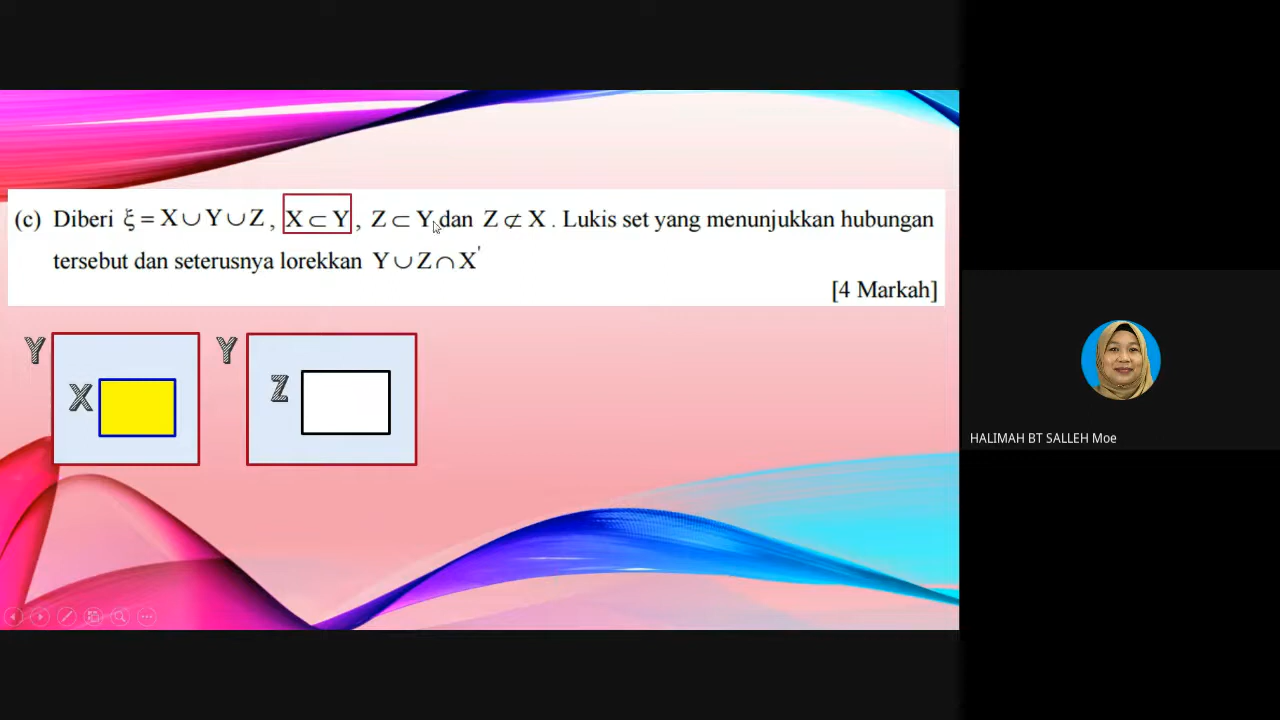 (c) Diberi ξ = X ∪ Y ∪ Z , X ⊂ Y , Z ⊂ Y dan Z ⊄ X . Lukis set yang menunjukkan hubungan
tersebut dan seterusnya lorekkan Y ∪ Z ∩ X'
[4 Markah]
Y
X
Y
Z
HALIMAH BT SALLEH Moe